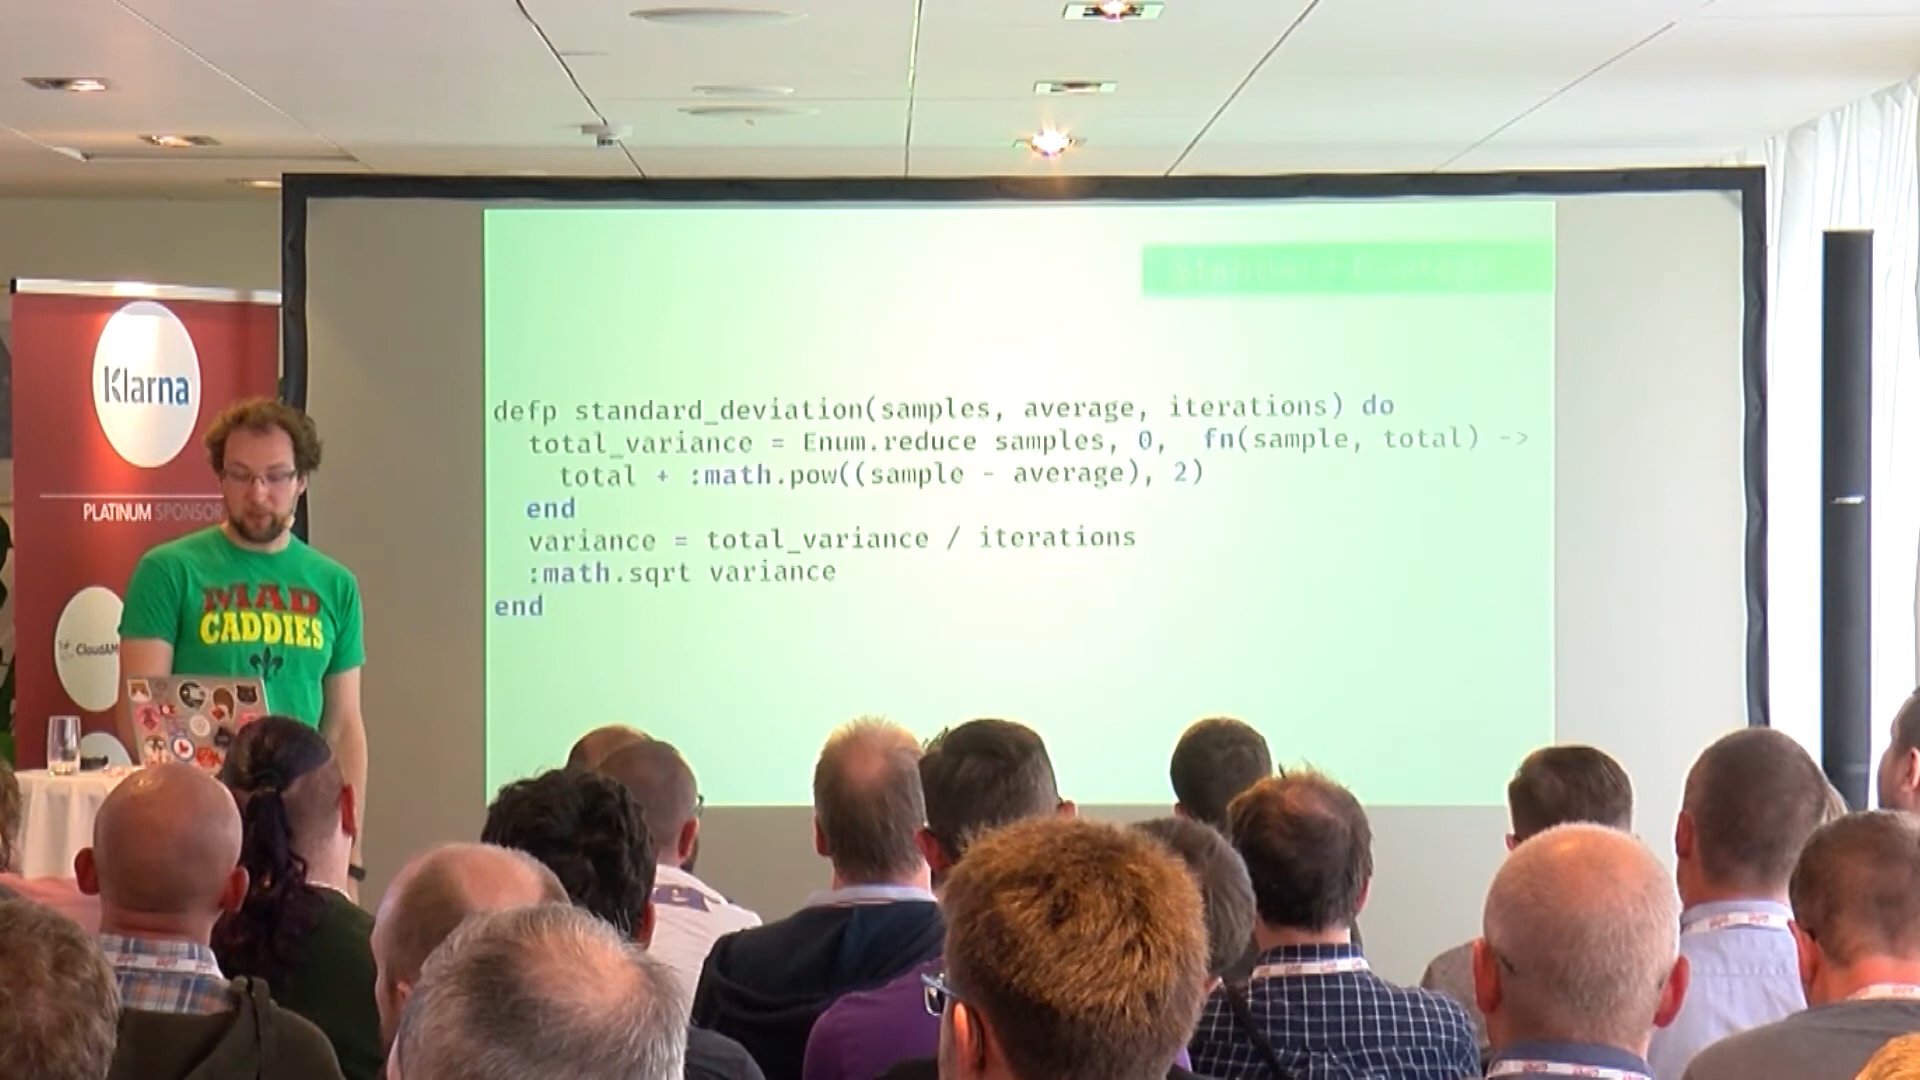 Klarna
PLATINUM SPONSOR
MAD
CADDIES
defp standard_deviation(samples, average, iterations) do
total_variance = Enum.reduce samples, 0, fn(sample, total) ->
total + :math.pow((sample - average), 2)
end
variance = total_variance / iterations
:math.sqrt variance
end